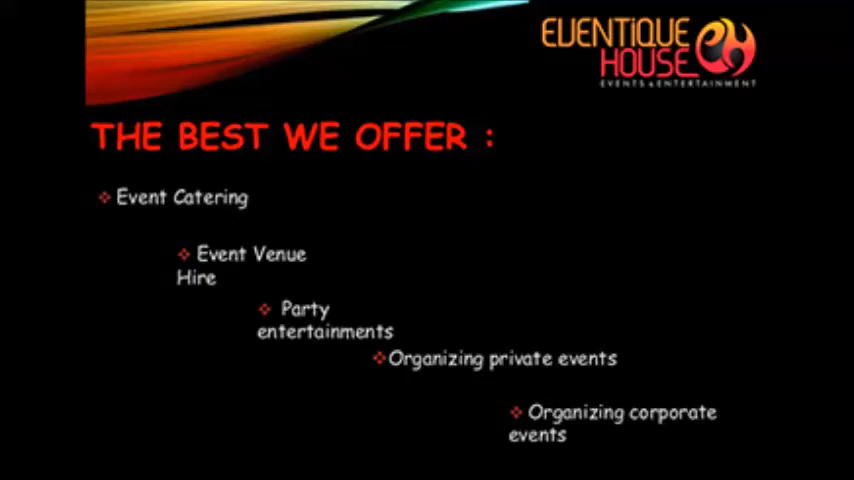 EVENTiQUE
HOUSE
EVENTS & ENTERTAINMENT
THE BEST WE OFFER :
❖ Event Catering
❖ Event Venue
Hire
❖ Party
entertainments
❖Organizing private events
❖ Organizing corporate
events